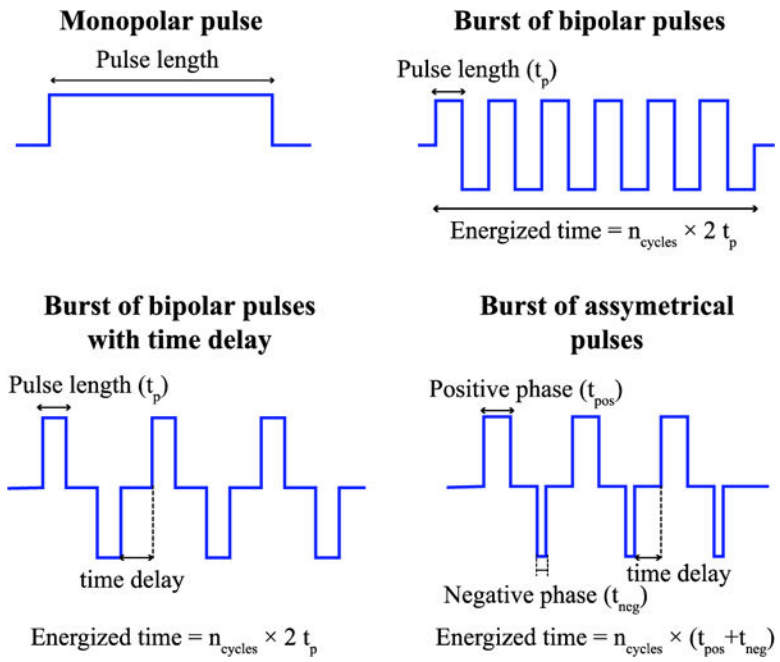 Monopolar pulse
Pulse length
Burst of bipolar pulses
Pulse length (tp)
Energized time = ncycles × 2 tp
Burst of bipolar pulses
with time delay
Pulse length (tp)
time delay
Energized time = ncycles × 2 tp
Burst of assymetrical
pulses
Positive phase (tpos)
time delay
Negative phase (tneg)
Energized time = ncycles × (tpos+tneg)